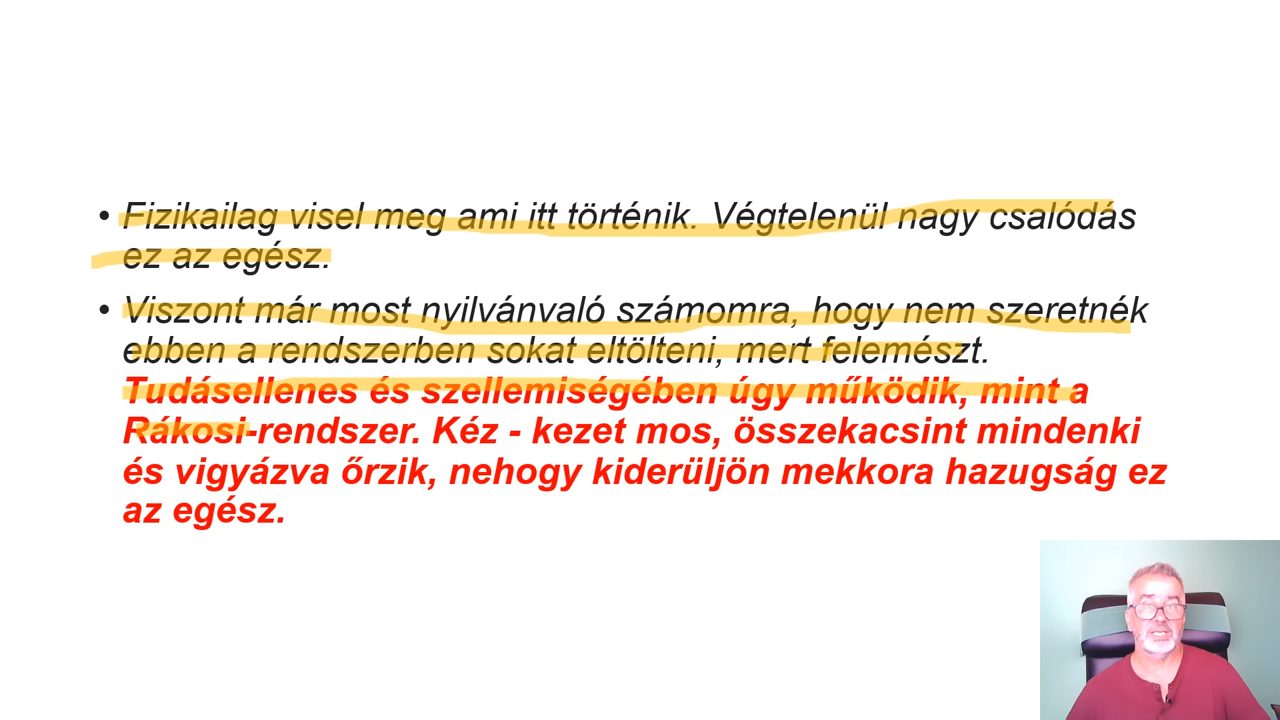 • Fizikailag visel meg ami itt történik. Végtelenül nagy csalódás
ez az egész.
• Viszont már most nyilvánvaló számomra, hogy nem szeretnék
ebben a rendszerben sokat eltölteni, mert felemészt.
Tudásellenes és szellemiségében úgy működik, mint a
Rákosi-rendszer. Kéz - kezet mos, összekacsint mindenki
és vigyázva őrzik, nehogy kiderüljön mekkora hazugság ez
az egész.